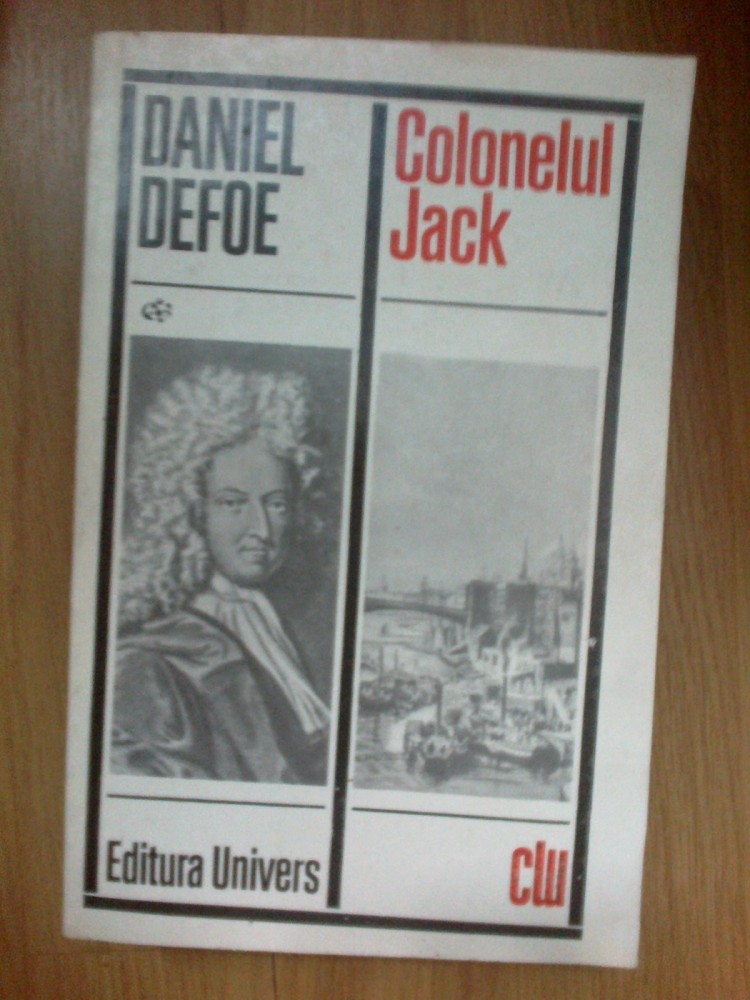 DANIEL
DEFOE
Colonelul
Jack
Editura Univers
clu